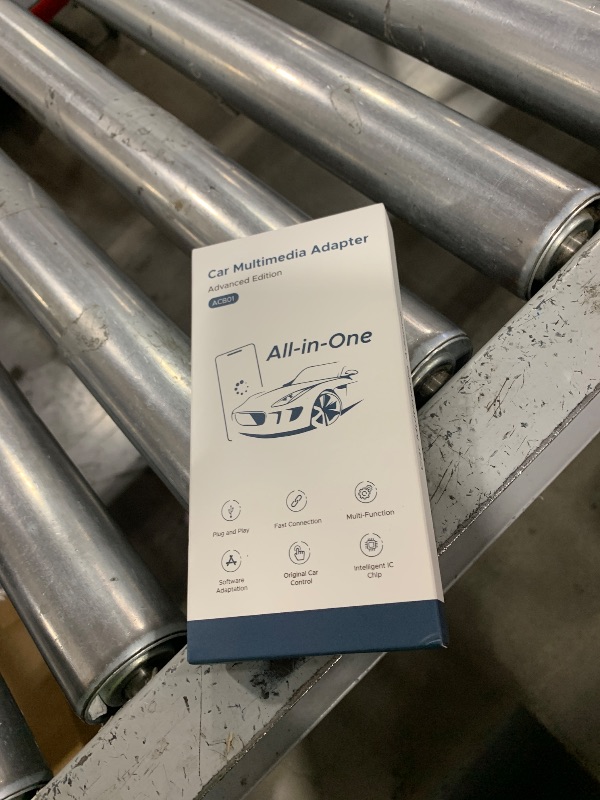 Car Multimedia Adapter
Advanced Edition
ACB01
All-in-One
Plug and Play
Fast Connection
Multi-Function
Software
Adaptation
Original Car
Control
Intelligent IC
Chip